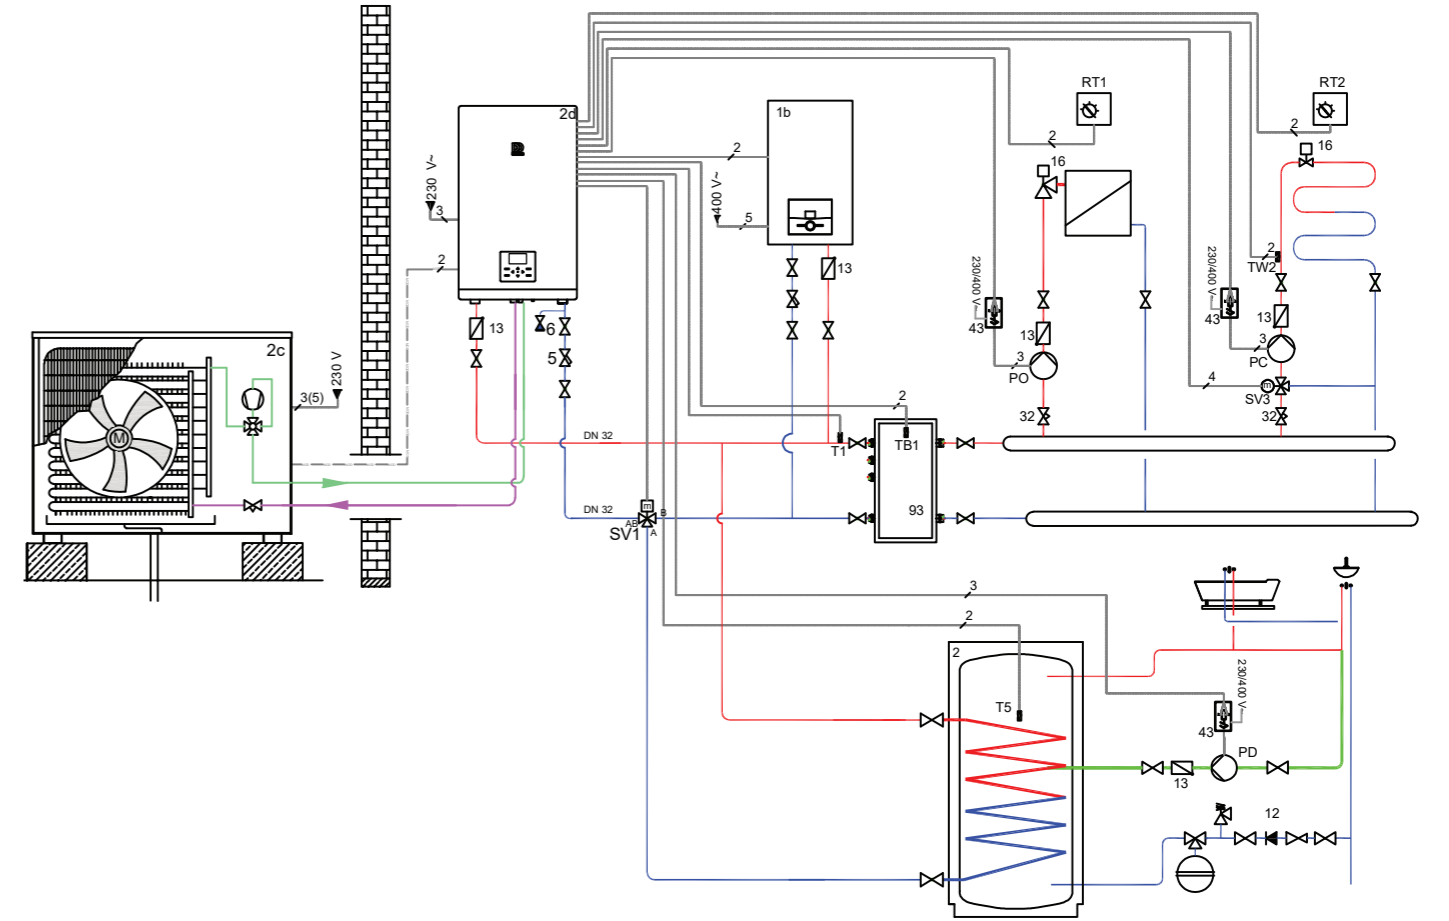 RT1
RT2
2d
1b
2
2
2
16
16
230 V~
3
400 V~
5
2
2
TW2
13
13
6
5
230/400 V~
43
13
3
PO
230/400 V~
43
13
3
PC
4
SV3
32
32
2c
M
3(5)
230 V
2
DN 32
T1
TB1
93
DN 32
m
m
AB
B
A
SV1
3
2
2
T5
230/400 V~
43
PD
13
12